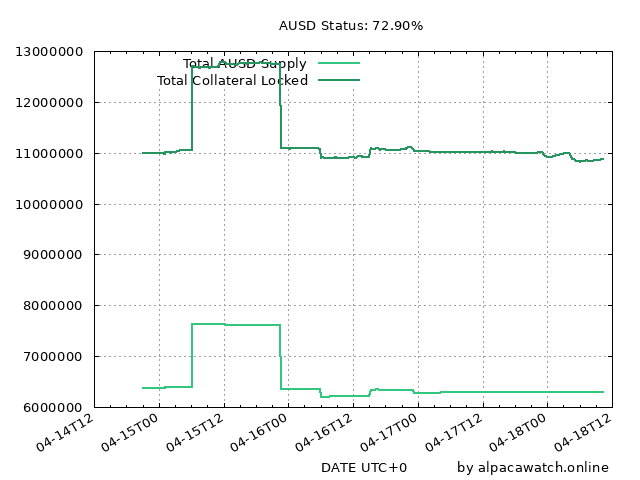 AUSD Status: 72.90%
13000000
Total AUSD Supply
Total Collateral Locked
12000000
11000000
10000000
9000000
8000000
7000000
6000000
04-14T12
04-15T00
04-15T12
04-16T00
04-16T12
04-17T00
04-17T12
04-18T00
04-18T12
DATE UTC+0
by alpacawatch.online